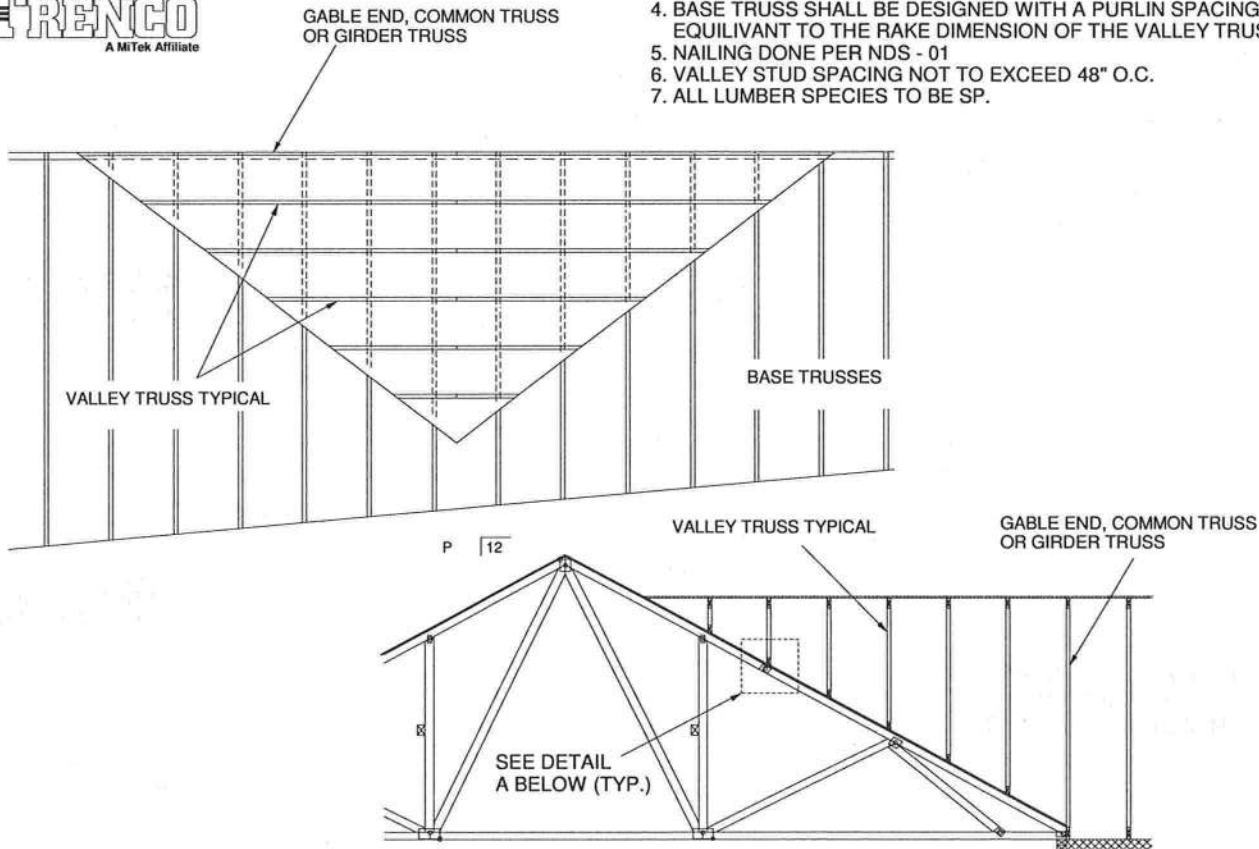 TRENCO
A MiTek Affiliate
GABLE END, COMMON TRUSS
OR GIRDER TRUSS
4. BASE TRUSS SHALL BE DESIGNED WITH A PURLIN SPACING
EQUILIVANT TO THE RAKE DIMENSION OF THE VALLEY TRUS
5. NAILING DONE PER NDS - 01
6. VALLEY STUD SPACING NOT TO EXCEED 48" O.C.
7. ALL LUMBER SPECIES TO BE SP.
VALLEY TRUSS TYPICAL
BASE TRUSSES
P 12
VALLEY TRUSS TYPICAL
GABLE END, COMMON TRUSS
OR GIRDER TRUSS
SEE DETAIL
A BELOW (TYP.)